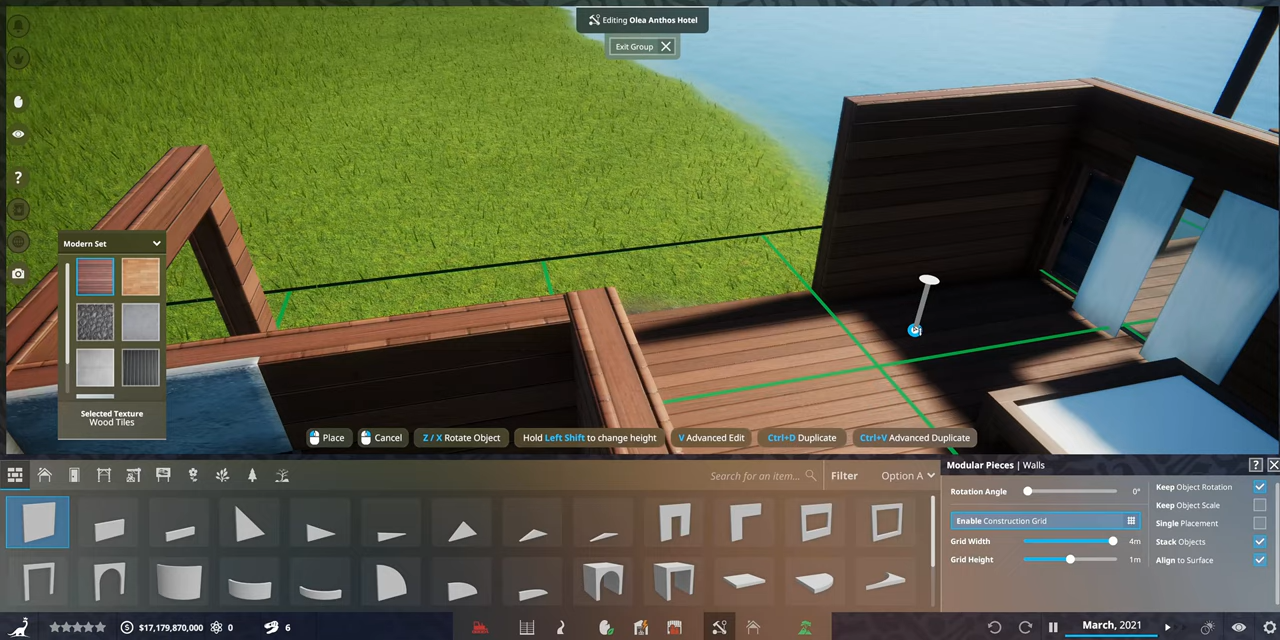 Editing Olea Anthos Hotel
Exit Group
Modern Set
Selected Texture
Wood Tiles
Place
Cancel
Z / X Rotate Object
Hold Left Shift to change height
V Advanced Edit
Ctrl+D Duplicate
Ctrl+V Advanced Duplicate
Search for an item...
Filter
Option A
Modular Pieces | Walls
?
Rotation Angle
0°
Keep Object Rotation
Keep Object Scale
Enable Construction Grid
Single Placement
Grid Width
4m
Stack Objects
Grid Height
1m
Align to Surface
$17,179,870,000
0
6
March, 2021